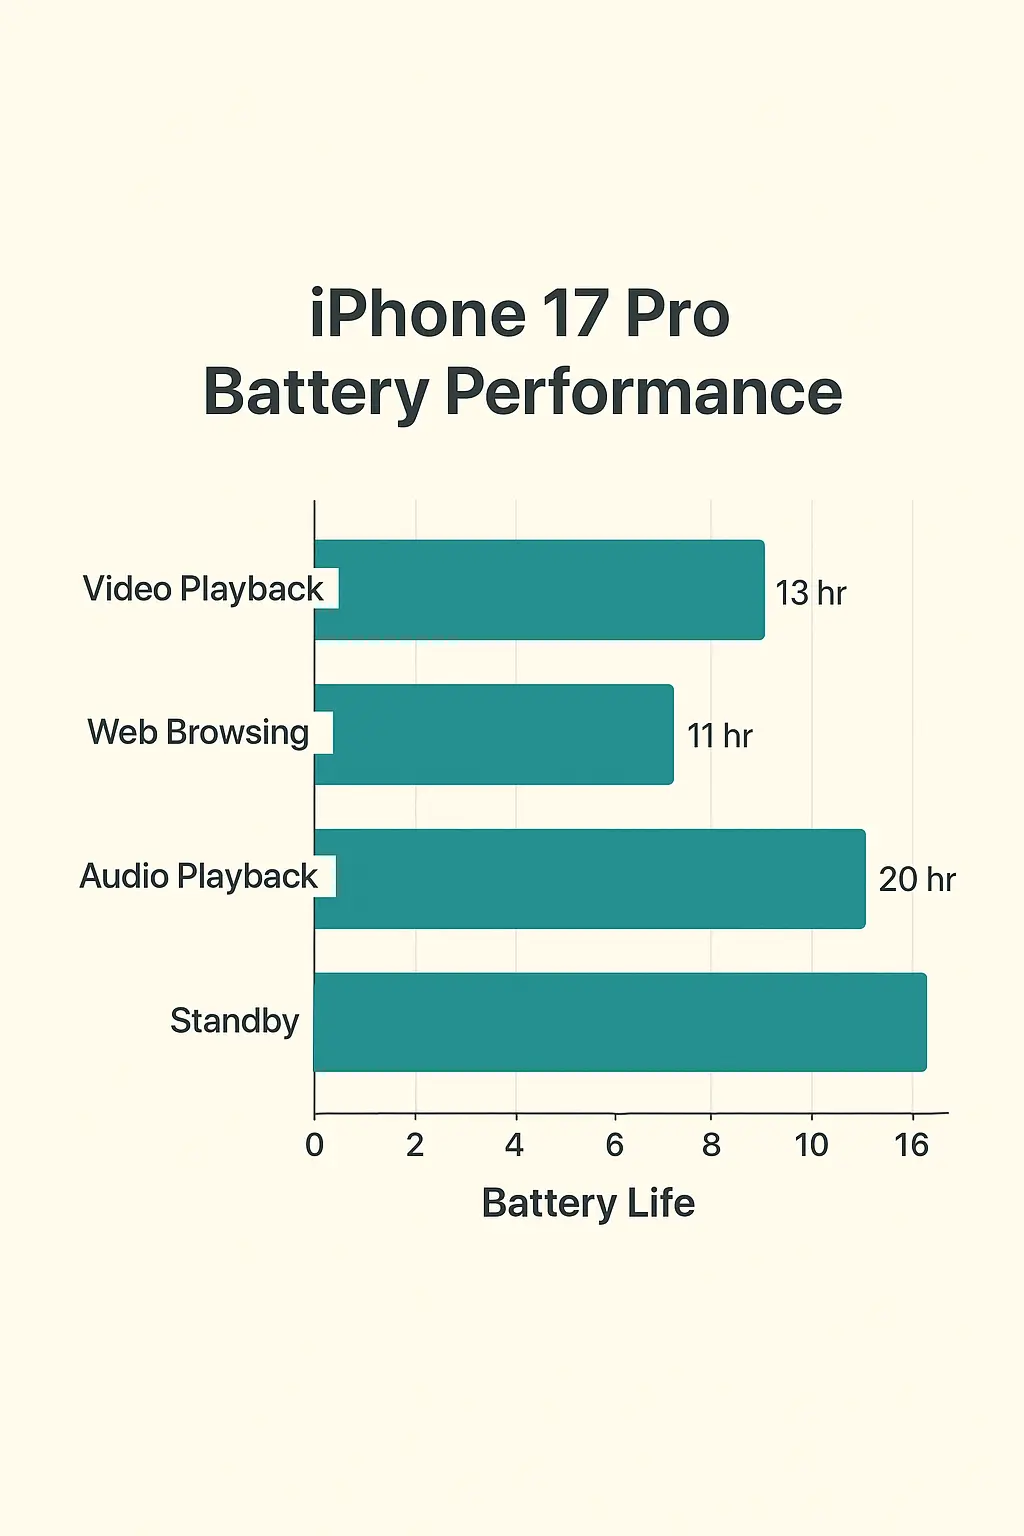 iPhone 17 Pro
Battery Performance
Video Playback 13 hr
Web Browsing 11 hr
Audio Playback 20 hr
Standby
0 2 4 6 8 10 16
Battery Life